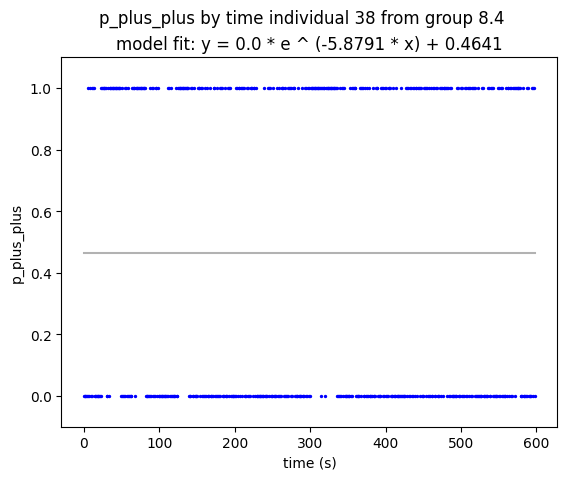 p_plus_plus by time individual 38 from group 8.4
model fit: y = 0.0 * e ^ (-5.8791 * x) + 0.4641
p_plus_plus
1.0
0.8
0.6
0.4
0.2
0.0
0 100 200 300 400 500 600
time (s)